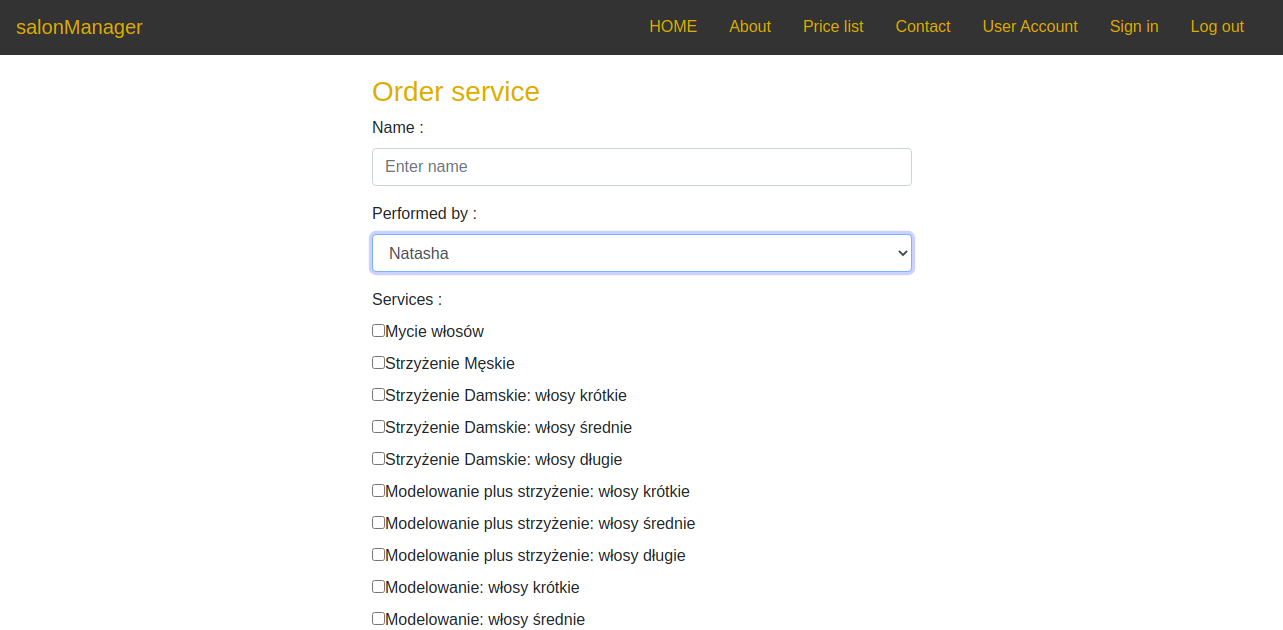 salonManager HOME About Price list Contact User Account Sign in Log out
Order service
Name :
Enter name
Performed by :
Natasha
Services :
Mycie włosów
Strzyżenie Męskie
Strzyżenie Damskie: włosy krótkie
Strzyżenie Damskie: włosy średnie
Strzyżenie Damskie: włosy długie
Modelowanie plus strzyżenie: włosy krótkie
Modelowanie plus strzyżenie: włosy średnie
Modelowanie plus strzyżenie: włosy długie
Modelowanie: włosy krótkie
Modelowanie: włosy średnie